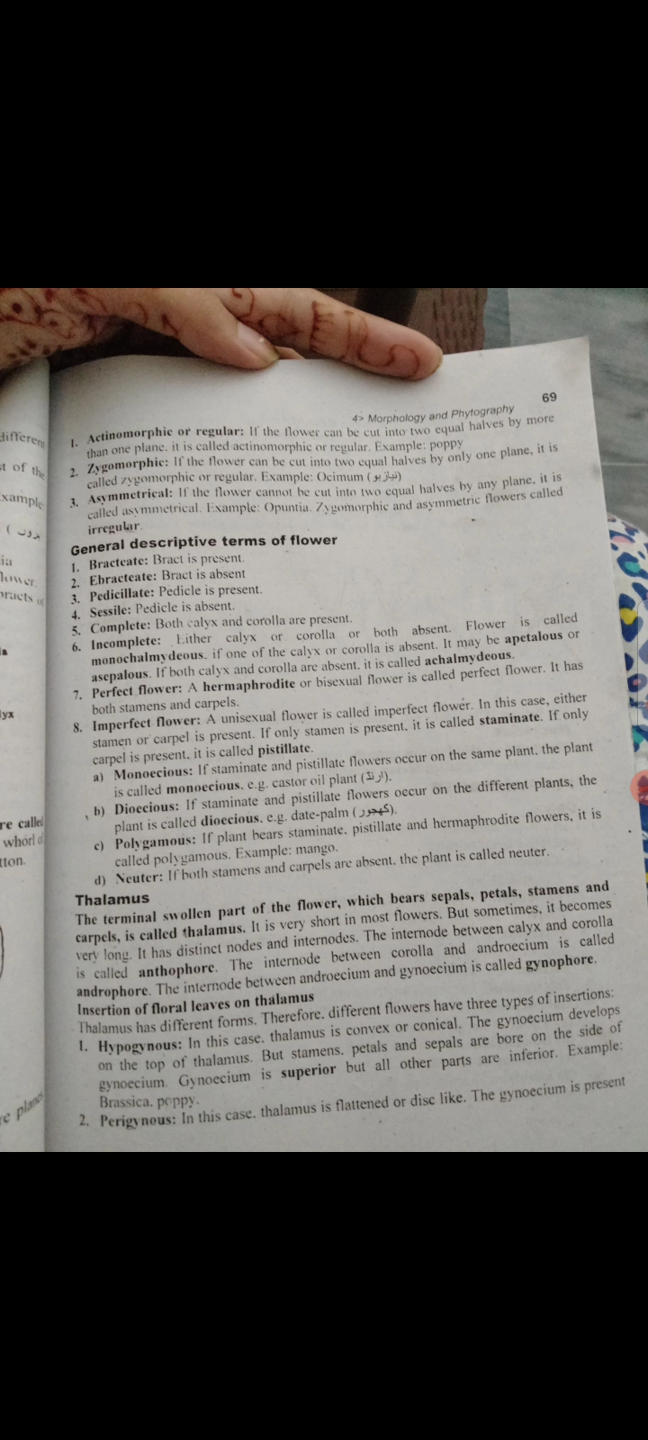 69
4> Morphology and Phytography
1. Actinomorphic or regular: If the flower can be cut into two equal halves by more
than one plane, it is called actinomorphic or regular. Example: poppy
2. Zygomorphic: If the flower can be cut into two equal halves by only one plane, it is
called zygomorphic or regular. Example: Ocimum (نیاز بو)
3. Asymmetrical: If the flower cannot be cut into two equal halves by any plane, it is
called asymmetrical. Example: Opuntia. Zygomorphic and asymmetric flowers called
irregular.
General descriptive terms of flower
1. Bracteate: Bract is present.
2. Ebracteate: Bract is absent
3. Pedicillate: Pedicle is present.
4. Sessile: Pedicle is absent.
5. Complete: Both calyx and corolla are present.
6. Incomplete: Either calyx or corolla or both absent. Flower is called
monochalmydeous, if one of the calyx or corolla is absent. It may be apetalous or
asepalous. If both calyx and corolla are absent, it is called achalmydeous.
7. Perfect flower: A hermaphrodite or bisexual flower is called perfect flower. It has
both stamens and carpels.
8. Imperfect flower: A unisexual flower is called imperfect flower. In this case, either
stamen or carpel is present. If only stamen is present, it is called staminate. If only
carpel is present, it is called pistillate.
a) Monoecious: If staminate and pistillate flowers occur on the same plant, the plant
is called monoecious, e.g. castor oil plant (ارنڈ).
b) Dioecious: If staminate and pistillate flowers occur on the different plants, the
plant is called dioecious, e.g. date-palm (کھجور).
c) Polygamous: If plant bears staminate, pistillate and hermaphrodite flowers, it is
called polygamous. Example: mango.
d) Neuter: If both stamens and carpels are absent, the plant is called neuter.
Thalamus
The terminal swollen part of the flower, which bears sepals, petals, stamens and
carpels, is called thalamus. It is very short in most flowers. But sometimes, it becomes
very long. It has distinct nodes and internodes. The internode between calyx and corolla
is called anthophore. The internode between corolla and androecium is called
androphore. The internode between androecium and gynoecium is called gynophore.
Insertion of floral leaves on thalamus
Thalamus has different forms. Therefore, different flowers have three types of insertions:
1. Hypogynous: In this case, thalamus is convex or conical. The gynoecium develops
on the top of thalamus. But stamens, petals and sepals are bore on the side of
gynoecium. Gynoecium is superior but all other parts are inferior. Example:
Brassica, poppy.
2. Perigynous: In this case, thalamus is flattened or disc like. The gynoecium is present